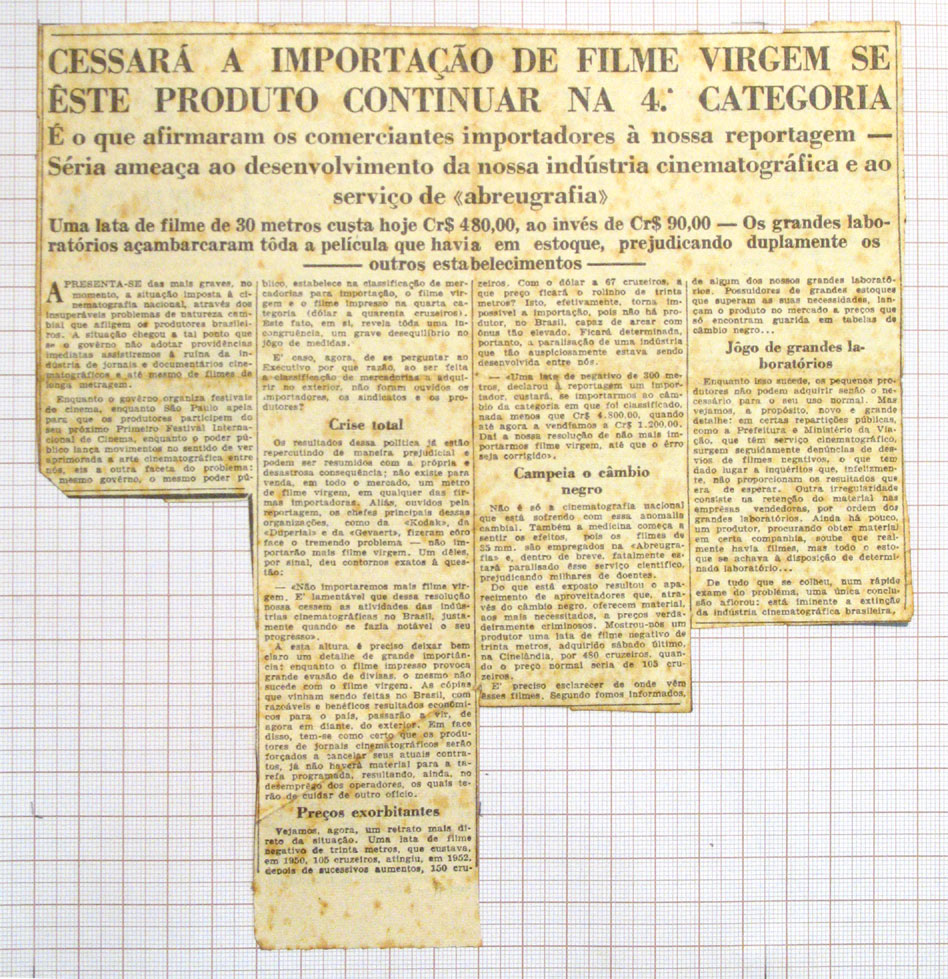 CESSARÁ A IMPORTAÇÃO DE FILME VIRGEM SE
ÊSTE PRODUTO CONTINUAR NA 4.ª CATEGORIA
É o que afirmaram os comerciantes importadores à nossa reportagem —
Séria ameaça ao desenvolvimento da nossa indústria cinematográfica e ao
serviço de «abreugrafia»
Uma lata de filme de 30 metros custa hoje Cr$ 480,00, ao invés de Cr$ 90,00 — Os grandes labo-
ratórios açambarcaram tôda a película que havia em estoque, prejudicando duplamente os
outros estabelecimentos
APRESENTA-SE das mais graves, no
momento, a situação imposta à ci-
nematografia nacional, através dos
insuperáveis problemas de natureza cam-
bial que afligem os produtores brasilei-
ros. A situação chegou a tal ponto que
se o govêrno não adotar providências
imediatas assistiremos à ruína da in-
dústria de jornais e documentários cine-
matográficos e até mesmo de filmes de
longa metragem.
Enquanto o govêrno organiza festivais
de cinema, enquanto São Paulo apela
para que os produtores participem do
seu próximo Primeiro Festival Interna-
cional de Cinema, enquanto o poder pú-
blico lança movimentos no sentido de ver
aprimorada a arte cinematográfica entre
nós, eis a outra faceta do problema:
mesmo govêrno, o mesmo poder pú-
blico, estabelece na classificação de mer-
cadorias para importação, o filme vir-
gem e o filme impresso na quarta ca-
tegoria (dólar a quarenta cruzeiros).
Este fato, em si, revela tôda uma in-
congruência, um grave desequilíbrio no
jôgo de medidas.
E' caso, agora, de se perguntar ao
Executivo por que razão, ao ser feita
a classificação de mercadorias a adqui-
rir no exterior, não foram ouvidos os
importadores, os sindicatos e os pro-
dutores?
Crise total
Os resultados dessa política já estão
repercutindo de maneira prejudicial e
podem ser resumidos com a própria e
desastrosa consequência: não existe para
venda, em todo o mercado, um metro
de filme virgem, em qualquer das fir-
mas importadoras. Aliás, ouvidos pela
reportagem, os chefes principais dessas
organizações, como da «Kodak», da
«Duperial» e da «Gevaert», fizeram côro
face o tremendo problema — não im-
portarão mais filme virgem. Um dêles,
por sinal, deu contornos exatos à ques-
tão:
— «Não importaremos mais filme vir-
gem. E' lamentável que dessa resolução
nossa cessem as atividades das indús-
trias cinematográficas no Brasil, justa-
mente quando se fazia notável o seu
progresso».
A esta altura é preciso deixar bem
claro um detalhe de grande importân-
cia: enquanto o filme impresso provoca
grande evasão de divisas, o mesmo não
sucede com o filme virgem. As cópias
que vinham sendo feitas no Brasil, com
razoáveis e benéficos resultados econômi-
cos para o país, passarão a vir, de
agora em diante, do exterior. Em face
disso, tem-se como certo que os produ-
tores de jornais cinematográficos serão
forçados a cancelar seus atuais contra-
tos, já não haverá material para a ta-
refa programada, resultando, ainda, no
desemprêgo dos operadores, os quais te-
rão de cuidar de outro ofício.
Preços exorbitantes
Vejamos, agora, um retrato mais di-
reto da situação. Uma lata de filme
negativo de trinta metros, que custava,
em 1950, 105 cruzeiros, atingiu, em 1952,
depois de sucessivos aumentos, 150 cru-
zeiros. Com o dólar a 67 cruzeiros, a
que preço ficará o rolinho de trinta
metros? Isto, efetivamente, torna im-
possível a importação, pois não há pro-
dutor, no Brasil, capaz de arcar com
ônus tão elevado. Ficará determinada,
portanto, a paralisação de uma indústria
que tão auspiciosamente estava sendo
desenvolvida entre nós.
— «Uma lata de negativo de 300 me-
tros, declarou à reportagem um impor-
tador, custará, se importarmos ao câm-
bio da categoria em que foi classificado,
nada menos que Cr$ 4.800,00, quando
até agora a vendíamos a Cr$ 1.200,00.
Daí a nossa resolução de não mais im-
portarmos filme virgem, até que o êrro
seja corrigido».
Campeia o câmbio
negro
Não é só a cinematografia nacional
que está sofrendo com essa anomalia
cambial. Também a medicina começa a
sentir os efeitos, pois os filmes de
35 mm. são empregados na «Abreugra-
fia» e, dentro de breve, fatalmente es-
tará paralisado êsse serviço científico,
prejudicando milhares de doentes.
Do que está exposto resultou o apa-
recimento de aproveitadores que, atra-
vés do câmbio negro, oferecem material,
aos mais necessitados, a preços verda-
deiramente criminosos. Mostrou-nos um
produtor uma lata de filme negativo de
trinta metros, adquirido sábado último,
na Cinelândia, por 480 cruzeiros, quan-
do o preço normal seria de 105 cru-
zeiros.
E' preciso esclarecer de onde vêm
êsses filmes. Segundo fomos informados,
de algum dos nossos grandes laborató-
rios. Possuidores de grandes estoques
que superam as suas necessidades, lan-
çam o produto no mercado a preços que
só encontram guarida em tabelas de
câmbio negro...
Jôgo de grandes la-
boratórios
Enquanto isso sucede, os pequenos pro-
dutores não podem adquirir senão o ne-
cessário para o seu uso normal. Mas
vejamos, a propósito, novo e grande
detalhe: em certas repartições públicas,
como a Prefeitura e Ministério da Via-
ção, que têm serviço cinematográfico,
surgem seguidamente denúncias de des-
vios de filmes negativos, o que tem
dado lugar a inquéritos que, infelizmen-
te, não proporcionam os resultados que
era de esperar. Outra irregularidade
consiste na retenção do material nas
emprêsas vendedoras, por ordem dos
grandes laboratórios. Ainda há pouco,
um produtor, procurando obter material
em certa companhia, soube que real-
mente havia filmes, mas todo o esto-
que se achava à disposição de determi-
nado laboratório...
De tudo que se colheu, num rápido
exame do problema, uma única conclu-
são aflorou: está iminente a extinção
da indústria cinematográfica brasileira.